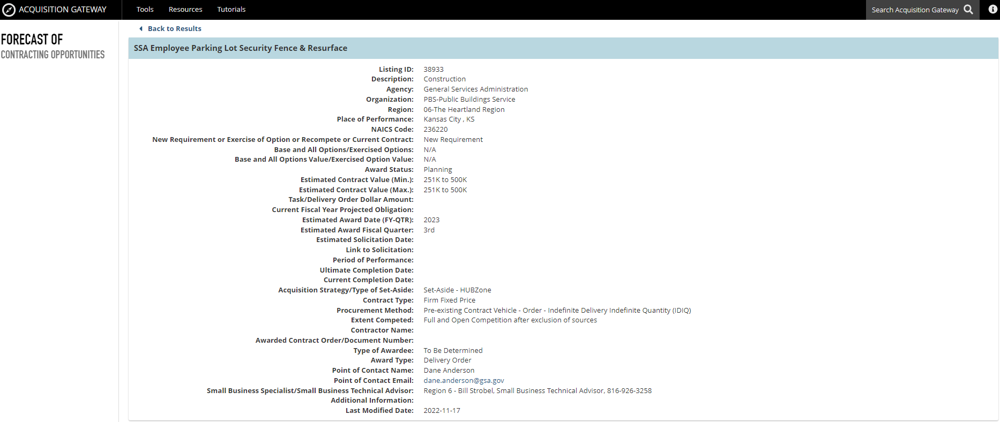 ACQUISITION GATEWAY Tools Resources Tutorials Search Acquisition Gateway
Back to Results
FORECAST OF
CONTRACTING OPPORTUNITIES
SSA Employee Parking Lot Security Fence & Resurface
Listing ID: 38933
Description: Construction
Agency: General Services Administration
Organization: PBS-Public Buildings Service
Region: 06-The Heartland Region
Place of Performance: Kansas City , KS
NAICS Code: 236220
New Requirement or Exercise of Option or Recompete or Current Contract: New Requirement
Base and All Options/Exercised Options: N/A
Base and All Options Value/Exercised Option Value: N/A
Award Status: Planning
Estimated Contract Value (Min.): 251K to 500K
Estimated Contract Value (Max.): 251K to 500K
Task/Delivery Order Dollar Amount:
Current Fiscal Year Projected Obligation:
Estimated Award Date (FY-QTR): 2023
Estimated Award Fiscal Quarter: 3rd
Estimated Solicitation Date:
Link to Solicitation:
Period of Performance:
Ultimate Completion Date:
Current Completion Date:
Acquisition Strategy/Type of Set-Aside: Set-Aside - HUBZone
Contract Type: Firm Fixed Price
Procurement Method: Pre-existing Contract Vehicle - Order - Indefinite Delivery Indefinite Quantity (IDIQ)
Extent Competed: Full and Open Competition after exclusion of sources
Contractor Name:
Awarded Contract Order/Document Number:
Type of Awardee: To Be Determined
Award Type: Delivery Order
Point of Contact Name: Dane Anderson
Point of Contact Email: dane.anderson@gsa.gov
Small Business Specialist/Small Business Technical Advisor: Region 6 - Bill Strobel, Small Business Technical Advisor, 816-926-3258
Additional Information:
Last Modified Date: 2022-11-17